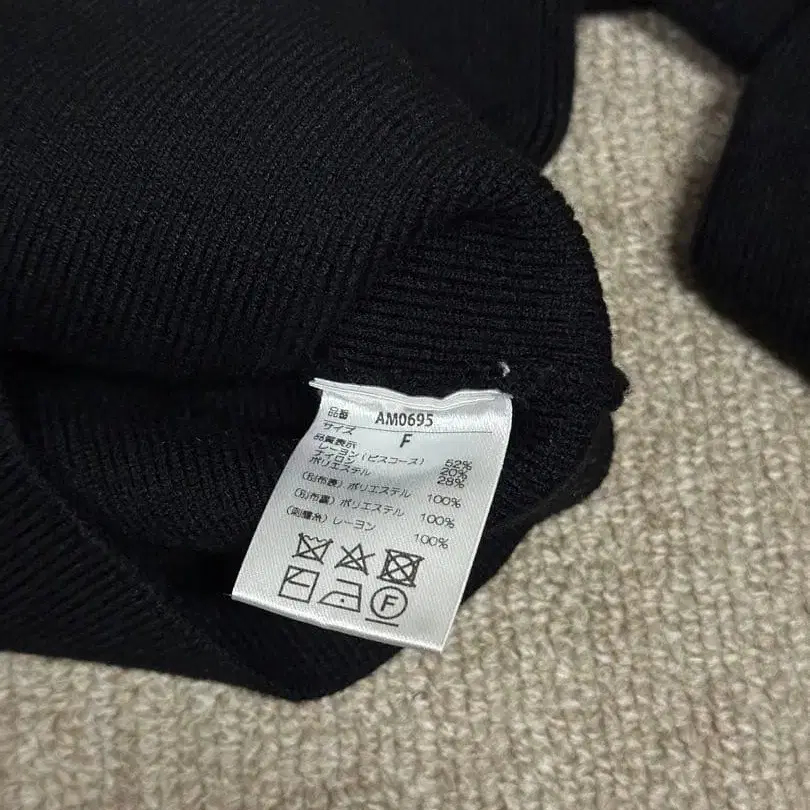 品番 AM0695
サイズ F
品質表示
レーヨン(ビスコース) 52%
ナイロン 20%
ポリエステル 28%
(別布表) ポリエステル 100%
(別布裏) ポリエステル 100%
(刺繍糸) レーヨン 100%
F